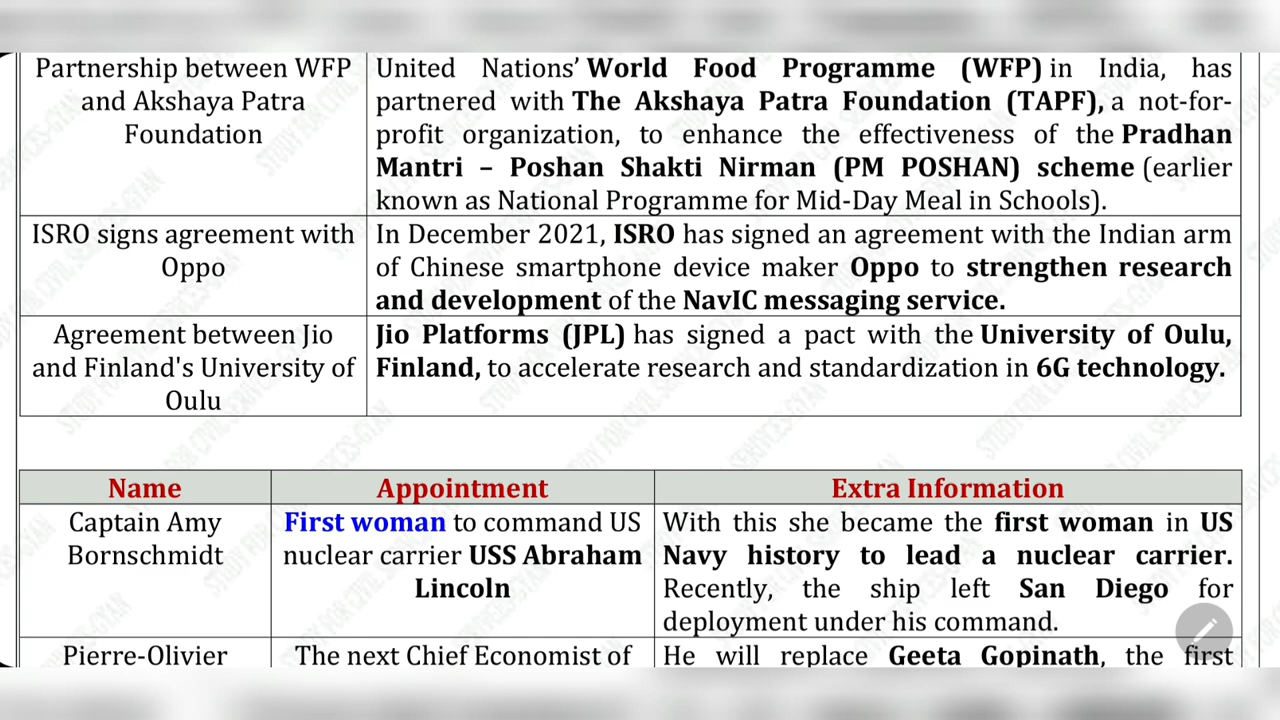 Partnership between WFP
and Akshaya Patra
Foundation
United Nations' World Food Programme (WFP) in India, has
partnered with The Akshaya Patra Foundation (TAPF), a not-for-
profit organization, to enhance the effectiveness of the Pradhan
Mantri – Poshan Shakti Nirman (PM POSHAN) scheme (earlier
known as National Programme for Mid-Day Meal in Schools).
ISRO signs agreement with
Oppo
In December 2021, ISRO has signed an agreement with the Indian arm
of Chinese smartphone device maker Oppo to strengthen research
and development of the NavIC messaging service.
Agreement between Jio
and Finland's University of
Oulu
Jio Platforms (JPL) has signed a pact with the University of Oulu,
Finland, to accelerate research and standardization in 6G technology.
Name
Appointment
Extra Information
Captain Amy
Bornschmidt
First woman to command US
nuclear carrier USS Abraham
Lincoln
With this she became the first woman in US
Navy history to lead a nuclear carrier.
Recently, the ship left San Diego for
deployment under his command.
Pierre-Olivier
The next Chief Economist of
He will replace Geeta Gopinath, the first